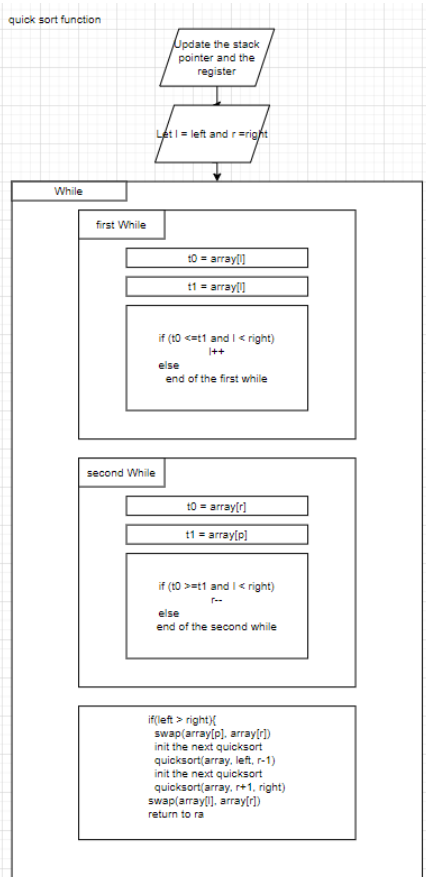 quick sort function
Update the stack
pointer and the
register
Let l = left and r =right
While
first While
t0 = array[l]
t1 = array[l]
if (t0 <=t1 and l < right)
l++
else
end of the first while
second While
t0 = array[r]
t1 = array[p]
if (t0 >=t1 and l < right)
r--
else
end of the second while
if(left > right){
swap(array[p], array[r])
init the next quicksort
quicksort(array, left, r-1)
init the next quicksort
quicksort(array, r+1, right)
swap(array[l], array[r])
return to ra